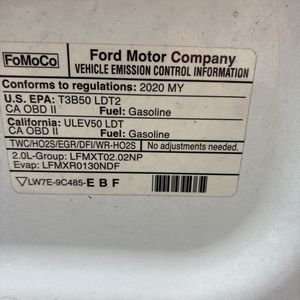 FoMoCo
Ford Motor Company
VEHICLE EMISSION CONTROL INFORMATION
Conforms to regulations: 2020 MY
U.S. EPA: T3B50 LDT2
CA OBD II Fuel: Gasoline
California: ULEV50 LDT
CA OBD II Fuel: Gasoline
TWC/HO2S/EGR/DFI/WR-HO2S
No adjustments needed.
2.0L-Group: LFMXT02.02NP
Evap: LFMXR0130NDF
LW7E-9C485-EBF